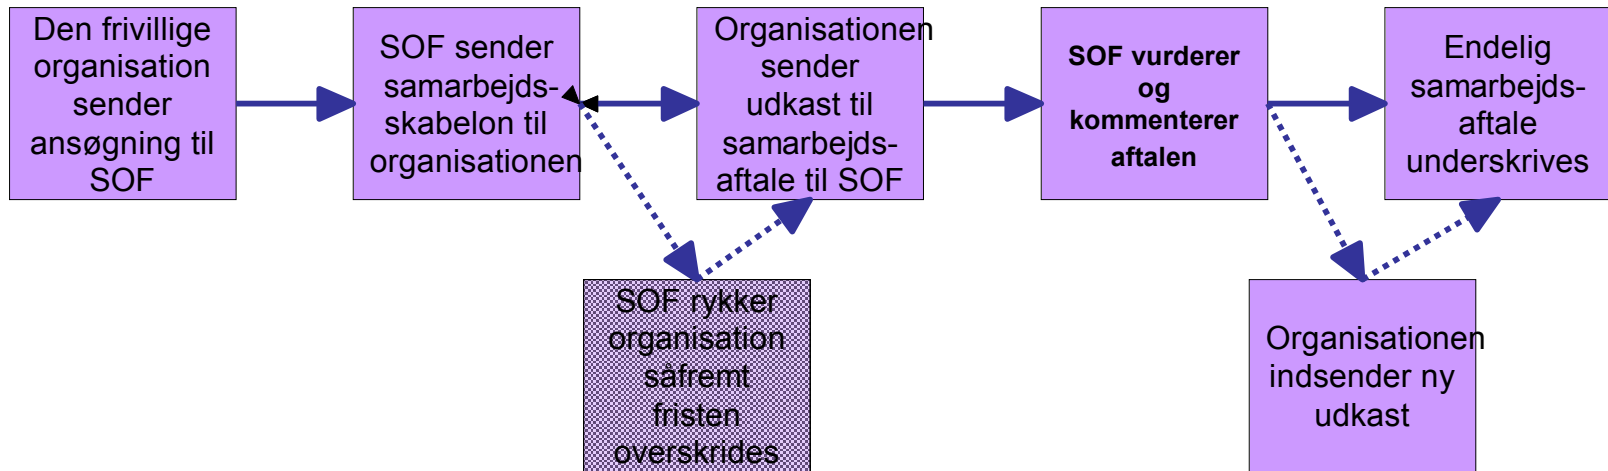 Den frivillige
organisation
sender
ansøgning til
SOF
SOF sender
samarbejds-
skabelon til
organisationen
Organisationen
sender
udkast til
samarbejds-
aftale til SOF
SOF vurderer
og
kommenterer
aftalen
Endelig
samarbejds-
aftale
underskrives
SOF rykker
organisation
såfremt
fristen
overskrides
Organisationen
indsender ny
udkast